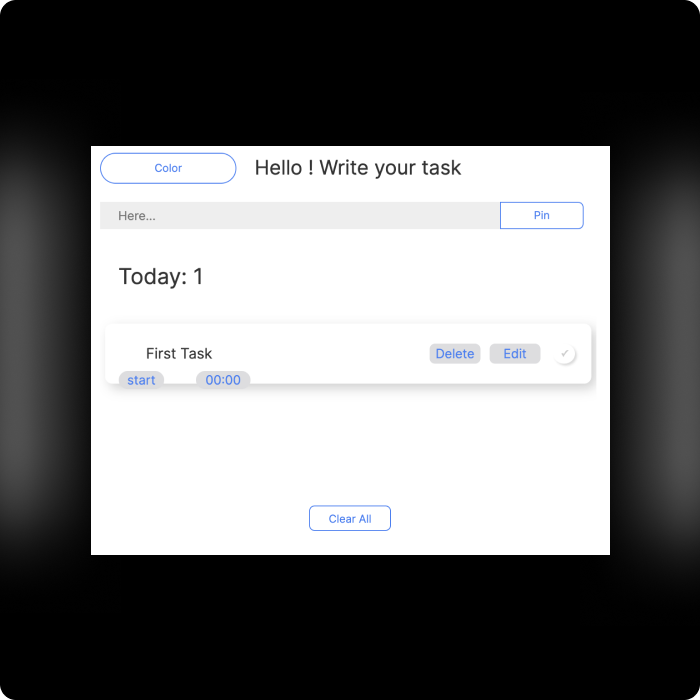 Color Hello ! Write your task
Here... Pin
Today: 1
First Task Delete Edit ✓
start 00:00
Clear All